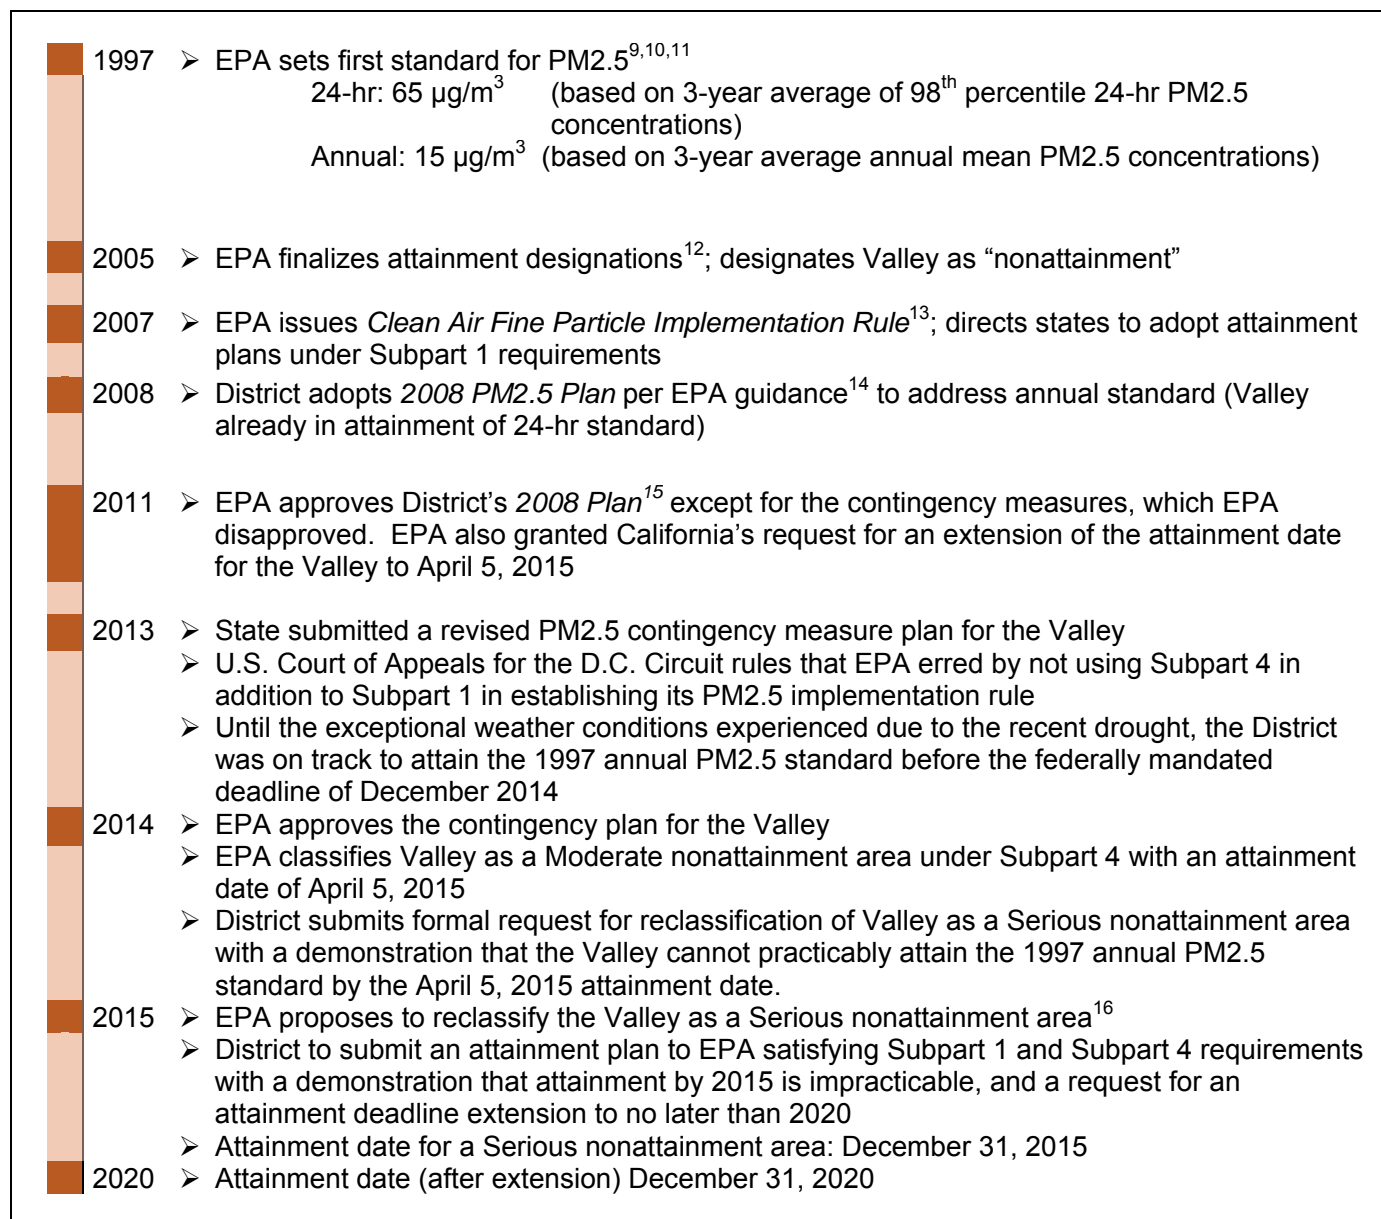 1997 ➢ EPA sets first standard for PM2.59,10,11
24-hr: 65 µg/m3 (based on 3-year average of 98th percentile 24-hr PM2.5
concentrations)
Annual: 15 µg/m3 (based on 3-year average annual mean PM2.5 concentrations)
2005 ➢ EPA finalizes attainment designations12; designates Valley as “nonattainment”
2007 ➢ EPA issues Clean Air Fine Particle Implementation Rule13; directs states to adopt attainment
plans under Subpart 1 requirements
2008 ➢ District adopts 2008 PM2.5 Plan per EPA guidance14 to address annual standard (Valley
already in attainment of 24-hr standard)
2011 ➢ EPA approves District’s 2008 Plan15 except for the contingency measures, which EPA
disapproved. EPA also granted California’s request for an extension of the attainment date
for the Valley to April 5, 2015
2013 ➢ State submitted a revised PM2.5 contingency measure plan for the Valley
➢ U.S. Court of Appeals for the D.C. Circuit rules that EPA erred by not using Subpart 4 in
addition to Subpart 1 in establishing its PM2.5 implementation rule
➢ Until the exceptional weather conditions experienced due to the recent drought, the District
was on track to attain the 1997 annual PM2.5 standard before the federally mandated
deadline of December 2014
2014 ➢ EPA approves the contingency plan for the Valley
➢ EPA classifies Valley as a Moderate nonattainment area under Subpart 4 with an attainment
date of April 5, 2015
➢ District submits formal request for reclassification of Valley as a Serious nonattainment area
with a demonstration that the Valley cannot practicably attain the 1997 annual PM2.5
standard by the April 5, 2015 attainment date.
2015 ➢ EPA proposes to reclassify the Valley as a Serious nonattainment area16
➢ District to submit an attainment plan to EPA satisfying Subpart 1 and Subpart 4 requirements
with a demonstration that attainment by 2015 is impracticable, and a request for an
attainment deadline extension to no later than 2020
➢ Attainment date for a Serious nonattainment area: December 31, 2015
2020 ➢ Attainment date (after extension) December 31, 2020